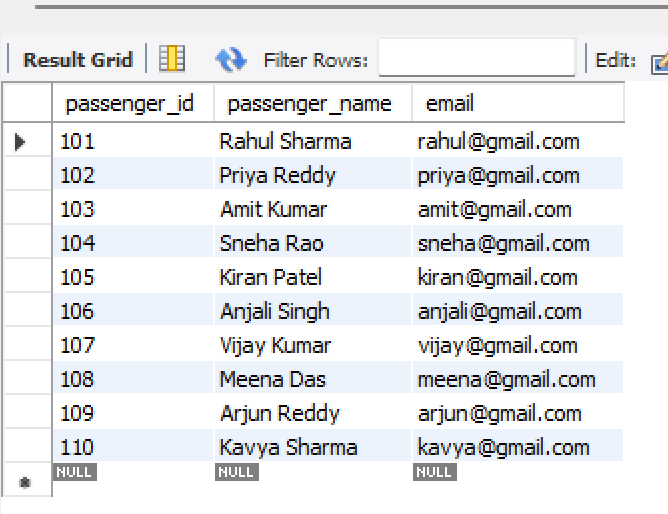 Result Grid Filter Rows: Edit:
passenger_id passenger_name email
101 Rahul Sharma rahul@gmail.com
102 Priya Reddy priya@gmail.com
103 Amit Kumar amit@gmail.com
104 Sneha Rao sneha@gmail.com
105 Kiran Patel kiran@gmail.com
106 Anjali Singh anjali@gmail.com
107 Vijay Kumar vijay@gmail.com
108 Meena Das meena@gmail.com
109 Arjun Reddy arjun@gmail.com
110 Kavya Sharma kavya@gmail.com
NULL NULL NULL